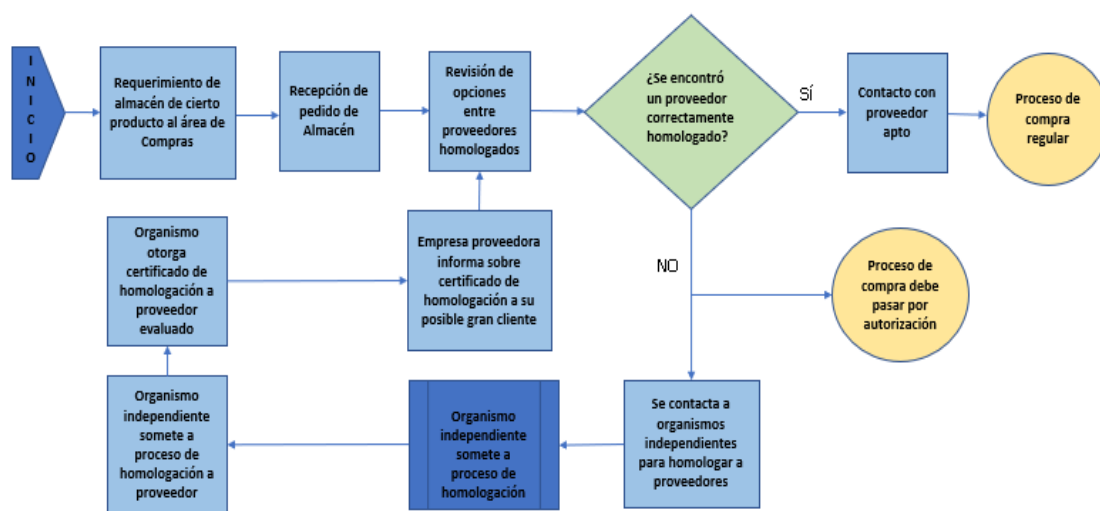 INICIO
Requerimiento de
almacén de cierto
producto al área de
Compras
Recepción de
pedido de
Almacén
Revisión de
opciones
entre
proveedores
homologados
¿Se encontró
un proveedor
correctamente
homologado?
SÍ
Contacto con
proveedor
apto
Proceso de
compra
regular
Organismo
otorga
certificado de
homologación a
proveedor
evaluado
Empresa proveedora
informa sobre
certificado de
homologación a su
posible gran cliente
NO
Proceso de
compra debe
pasar por
autorización
Organismo
independiente
somete a
proceso de
homologación a
proveedor
Organismo
independiente
somete a
proceso de
homologación
Se contacta a
organismos
independientes
para homologar a
proveedores